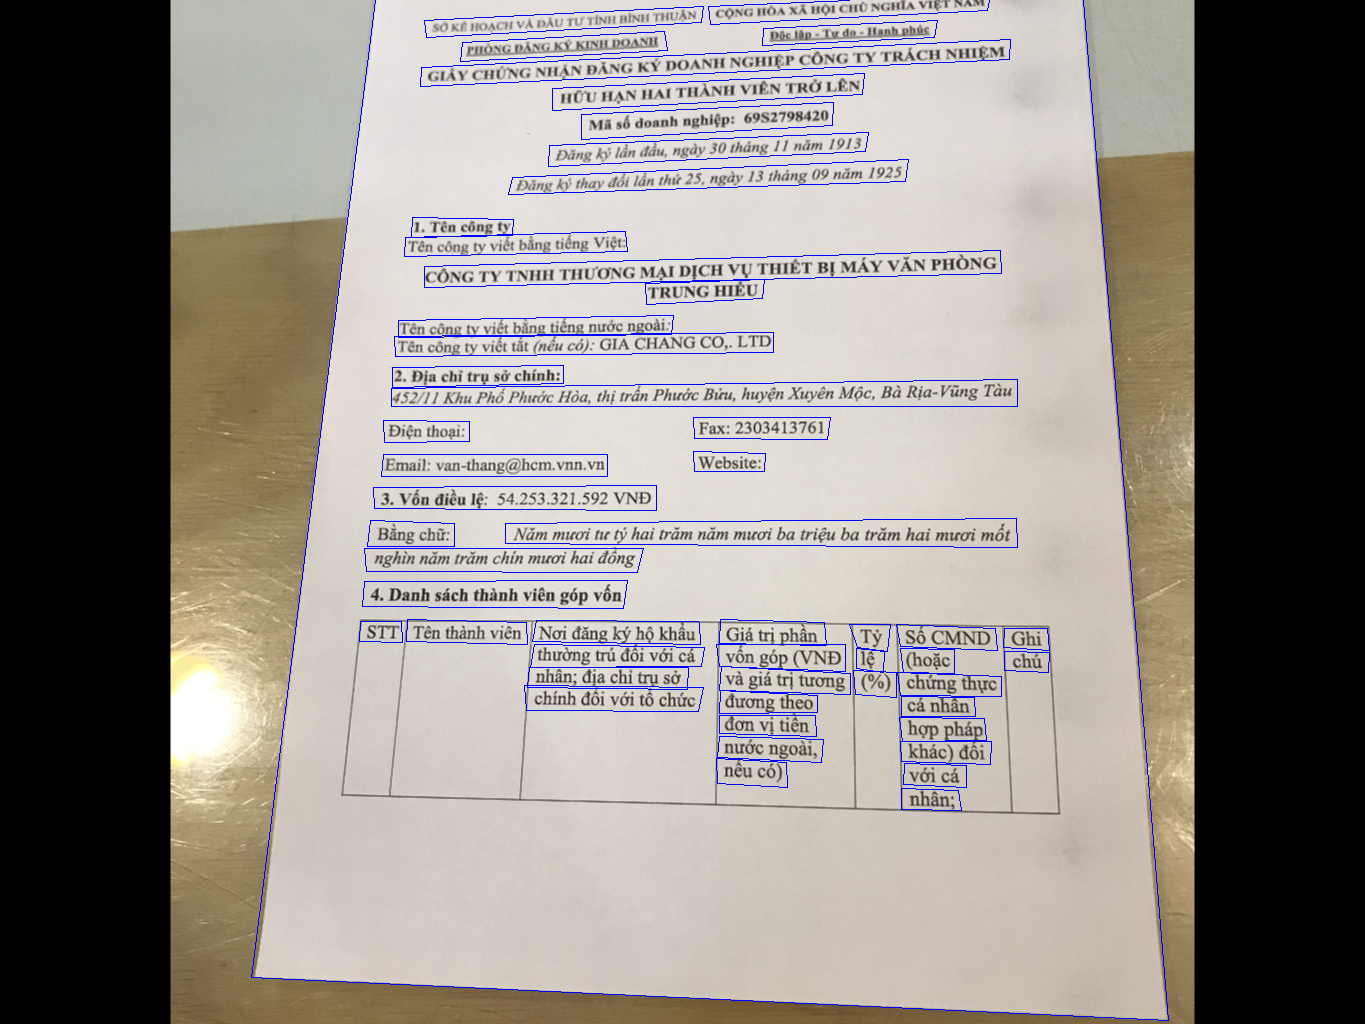 SỞ KẾ HOẠCH VÀ ĐẦU TƯ TỈNH BÌNH THUẬN
CỘNG HÒA XÃ HỘI CHỦ NGHĨA VIỆT NAM
PHÒNG ĐĂNG KÝ KINH DOANH
Độc lập - Tự do - Hạnh phúc
GIẤY CHỨNG NHẬN ĐĂNG KÝ DOANH NGHIỆP CÔNG TY TRÁCH NHIỆM
HỮU HẠN HAI THÀNH VIÊN TRỞ LÊN
Mã số doanh nghiệp: 69S2798420
Đăng ký lần đầu, ngày 30 tháng 11 năm 1913
Đăng ký thay đổi lần thứ 25, ngày 13 tháng 09 năm 1925
1. Tên công ty
Tên công ty viết bằng tiếng Việt:
CÔNG TY TNHH THƯƠNG MẠI DỊCH VỤ THIẾT BỊ MÁY VĂN PHÒNG
TRUNG HIẾU
Tên công ty viết bằng tiếng nước ngoài:
Tên công ty viết tắt (nếu có): GIA CHANG CO,. LTD
2. Địa chỉ trụ sở chính:
452/11 Khu Phố Phước Hòa, thị trấn Phước Bửu, huyện Xuyên Mộc, Bà Rịa-Vũng Tàu
Điện thoại:
Fax: 2303413761
Email: van-thang@hcm.vnn.vn
Website:
3. Vốn điều lệ: 54.253.321.592 VNĐ
Bằng chữ: Năm mươi tư tỷ hai trăm năm mươi ba triệu ba trăm hai mươi mốt
nghìn năm trăm chín mươi hai đồng
4. Danh sách thành viên góp vốn
STT
Tên thành viên
Nơi đăng ký hộ khẩu
thường trú đối với cá
nhân; địa chỉ trụ sở
chính đối với tổ chức
Giá trị phần
vốn góp (VNĐ
và giá trị tương
đương theo
đơn vị tiền
nước ngoài,
nếu có)
Tỷ
lệ
(%)
Số CMND
(hoặc
chứng thực
cá nhân
hợp pháp
khác) đối
với cá
nhân;
Ghi
chú